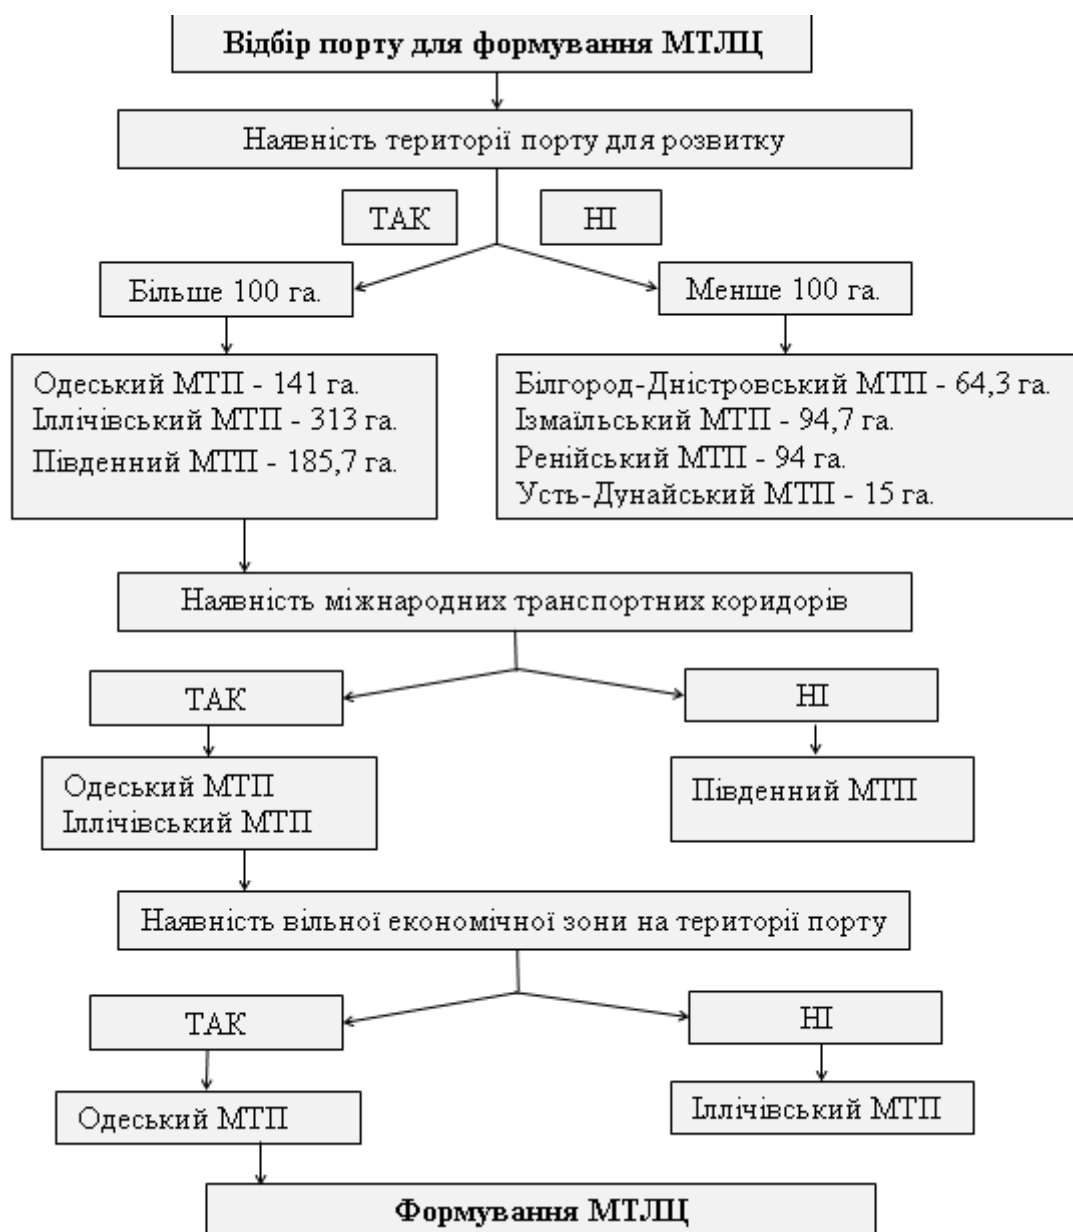 Відбір порту для формування МТЛЦ
Наявність території порту для розвитку
ТАК
НІ
Більше 100 га.
Менше 100 га.
Одеський МТП - 141 га.
Іллічівський МТП - 313 га.
Південний МТП - 185,7 га.
Білгород-Дністровський МТП - 64,3 га.
Ізмаїльський МТП - 94,7 га.
Ренійський МТП - 94 га.
Усть-Дунайський МТП - 15 га.
Наявність міжнародних транспортних коридорів
ТАК
НІ
Одеський МТП
Іллічівський МТП
Південний МТП
Наявність вільної економічної зони на території порту
ТАК
НІ
Одеський МТП
Іллічівський МТП
Формування МТЛЦ